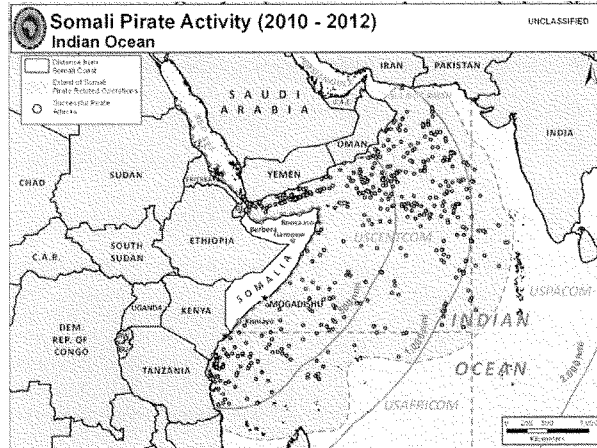 Somali Pirate Activity (2010 - 2012)
UNCLASSIFIED
Indian Ocean
Distance from
Somali Coast
Extent of Somali
Pirate Related Operations
Successful Pirate
Attacks
IRAN
PAKISTAN
SAUDI
ARABIA
U.A.E.
OMAN
INDIA
YEMEN
CHAD
SUDAN
ERITREA
Berbera
ETHIOPIA
SOUTH
SUDAN
C.A.R.
USCENTCOM
SOMALIA
USPACOM
UGANDA
KENYA
MOGADISHU
INDIAN
DEM.
REP. OF
CONGO
TANZANIA
OCEAN
USAFRICOM
Kilometers